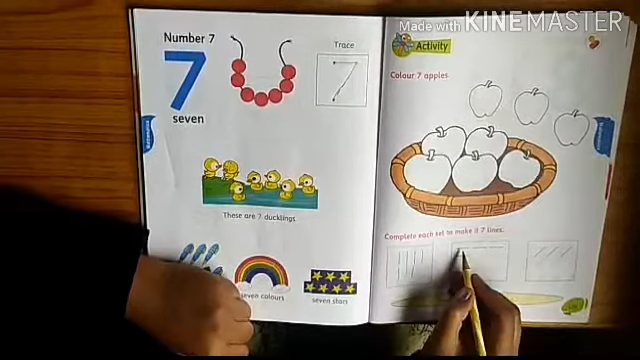 Made with KINEMASTER
Number 7
7
seven
Trace
7
These are 7 ducklings.
seven colours
seven stars
Activity
Colour 7 apples.
Complete each set to make it 7 lines.